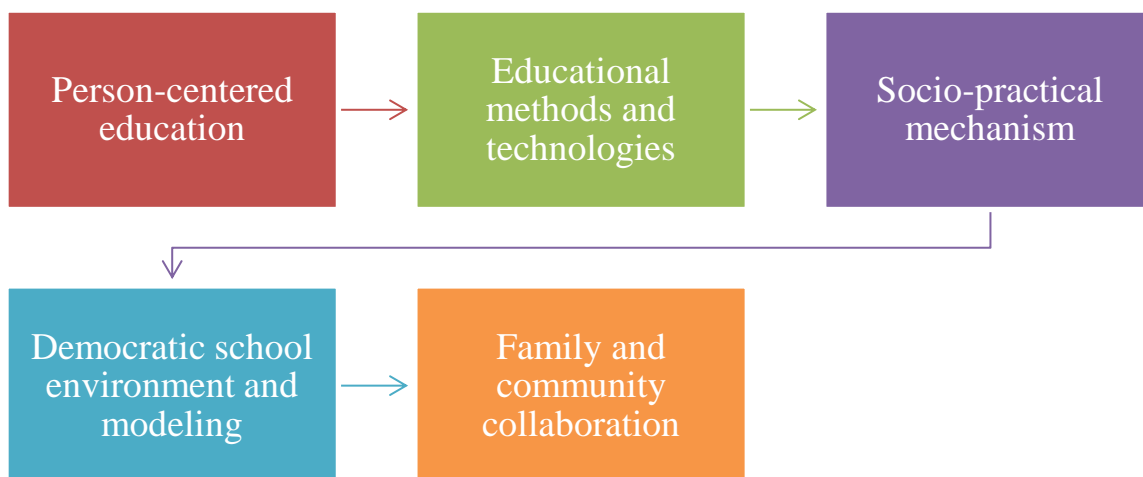 Person-centered
education
Educational
methods and
technologies
Socio-practical
mechanism
Democratic school
environment and
modeling
Family and
community
collaboration